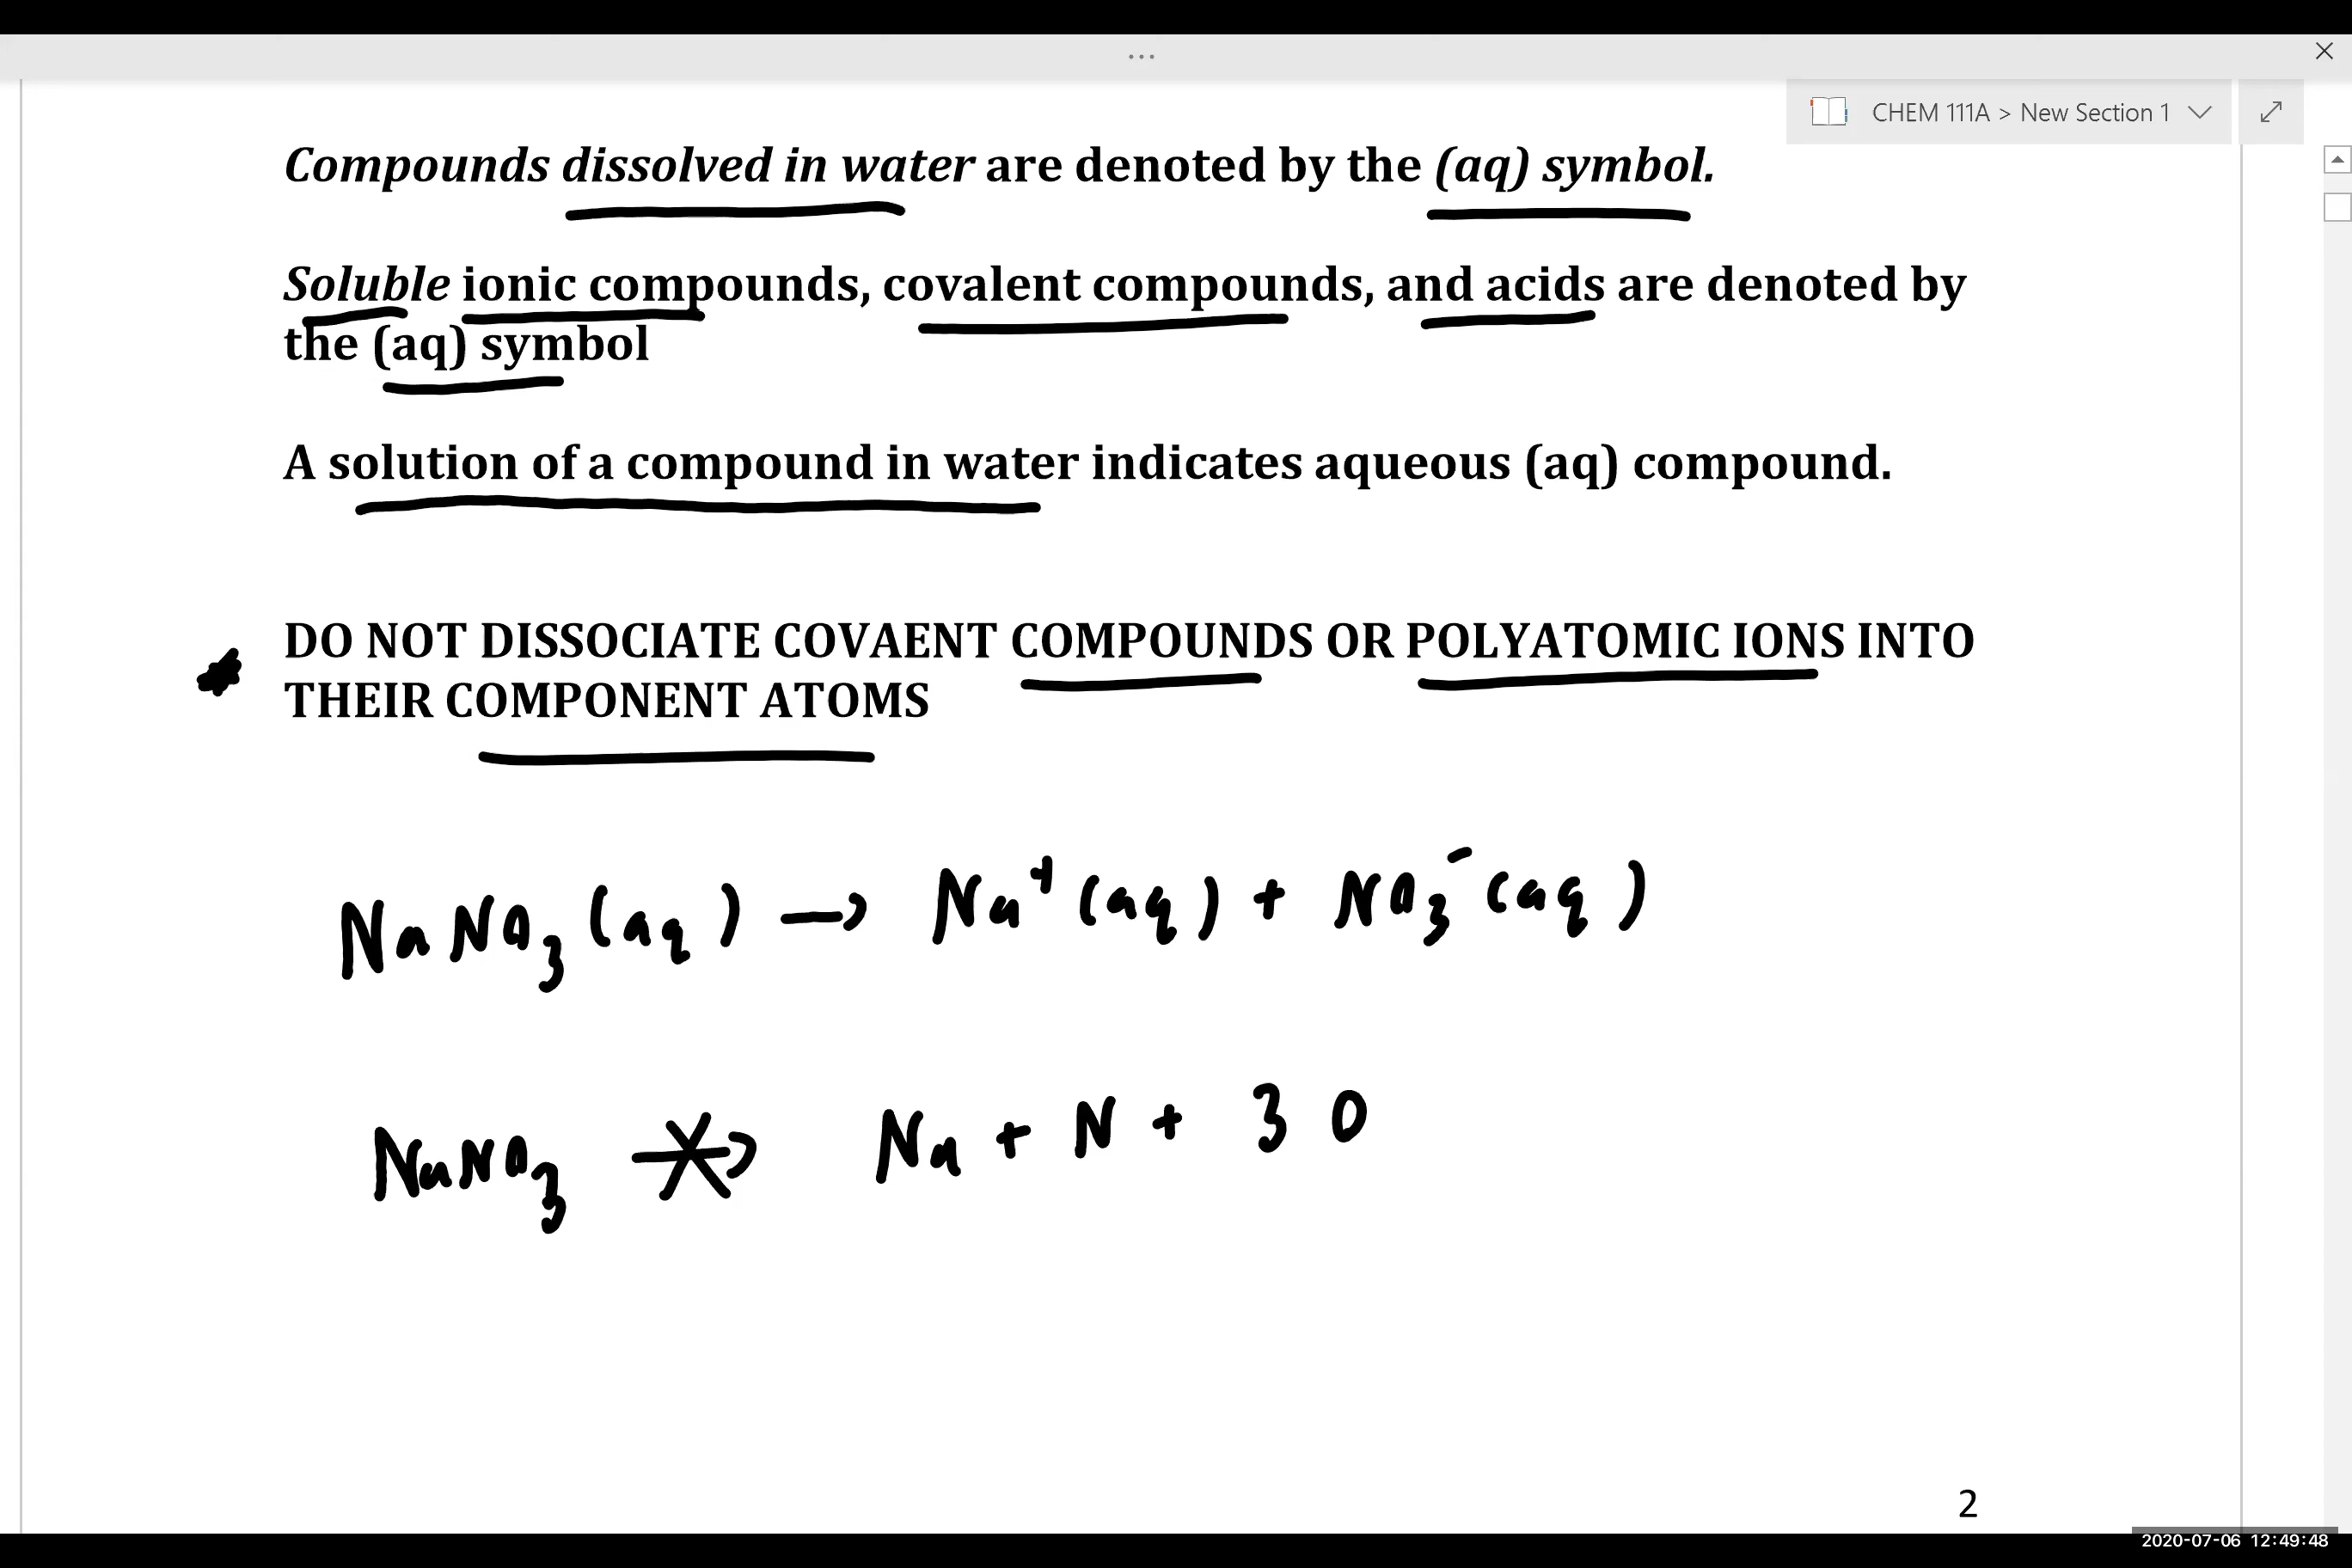 CHEM 111A > New Section 1
Compounds dissolved in water are denoted by the (aq) symbol.
Soluble ionic compounds, covalent compounds, and acids are denoted by
the (aq) symbol
A solution of a compound in water indicates aqueous (aq) compound.
DO NOT DISSOCIATE COVAENT COMPOUNDS OR POLYATOMIC IONS INTO
THEIR COMPONENT ATOMS
NaNO₃(aq) → Na⁺(aq) + NO₃⁻(aq)
NaNO₃ → Na + N + 3 O
2
2020-07-06 12:49:48